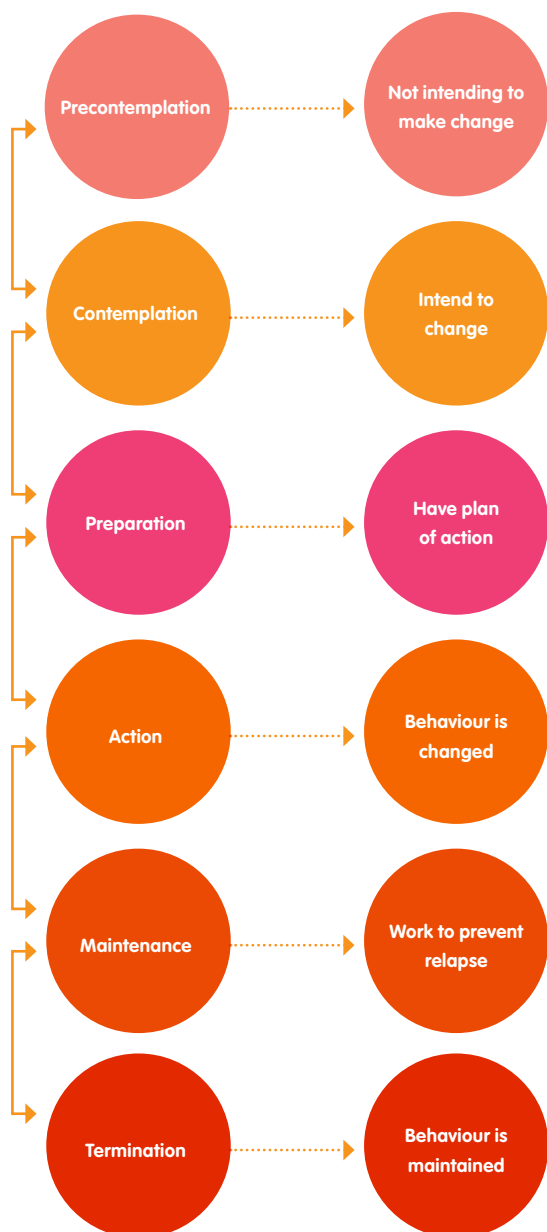 Precontemplation
Not intending to
make change
Contemplation
Intend to
change
Preparation
Have plan
of action
Action
Behaviour is
changed
Maintenance
Work to prevent
relapse
Termination
Behaviour is
maintained